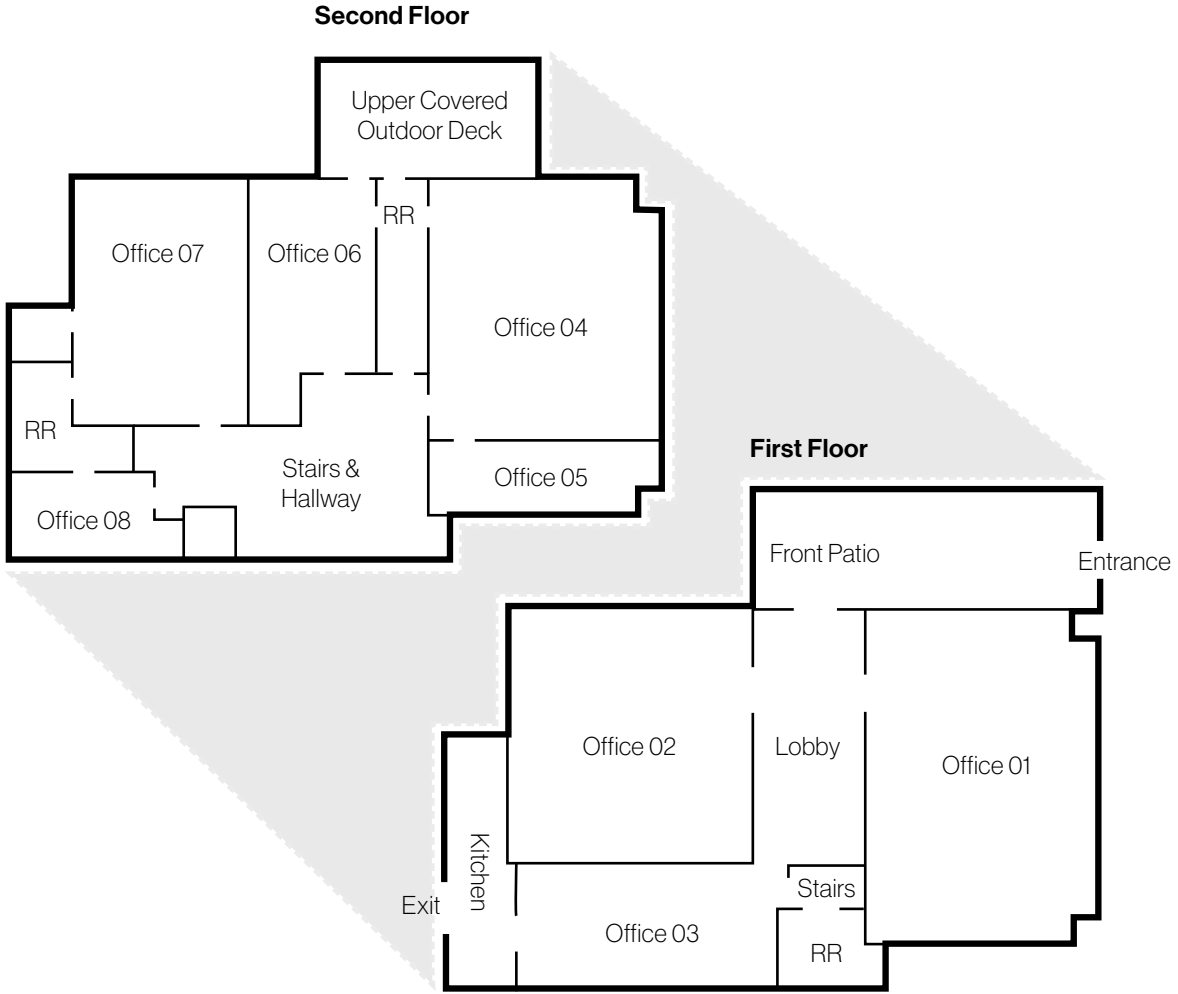 Second Floor
Upper Covered
Outdoor Deck
RR
Office 07
Office 06
Office 04
RR
Stairs &
Hallway
Office 05
Office 08
First Floor
Front Patio
Entrance
Office 02
Lobby
Office 01
Kitchen
Stairs
Exit
Office 03
RR